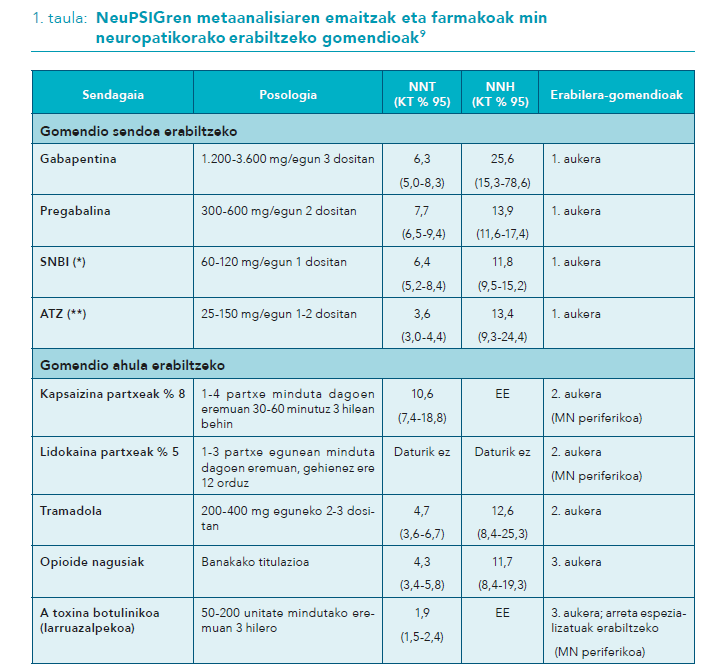 1. taula: NeuPSIGren metaanalisiaren emaitzak eta farmakoak min
neuropatikorako erabiltzeko gomendioak⁹
Sendagaia Posologia NNT (KT % 95) NNH (KT % 95) Erabilera-gomendioak
Gomendio sendoa erabiltzeko
Gabapentina 1.200-3.600 mg/egun 3 dositan 6,3 25,6 1. aukera
(5,0-8,3) (15,3-78,6)
Pregabalina 300-600 mg/egun 2 dositan 7,7 13,9 1. aukera
(6,5-9,4) (11,6-17,4)
SNBI (*) 60-120 mg/egun 1 dositan 6,4 11,8 1. aukera
(5,2-8,4) (9,5-15,2)
ATZ (**) 25-150 mg/egun 1-2 dositan 3,6 13,4 1. aukera
(3,0-4,4) (9,3-24,4)
Gomendio ahula erabiltzeko
Kapsaizina partxeak % 8 1-4 partxe minduta dagoen 10,6 EE 2. aukera
eremuan 30-60 minutuz 3 hilean (7,4-18,8) (MN periferikoa)
behin
Lidokaina partxeak % 5 1-3 partxe egunean minduta Daturik ez Daturik ez 2. aukera
dagoen eremuan, gehienez ere (MN periferikoa)
12 orduz
Tramadola 200-400 mg eguneko 2-3 dosi- 4,7 12,6 2. aukera
tan (3,6-6,7) (8,4-25,3)
Opioide nagusiak Banakako titulazioa 4,3 11,7 3. aukera
(3,4-5,8) (8,4-19,3)
A toxina botulinikoa 50-200 unitate mindutako ere- 1,9 EE 3. aukera; arreta espezia-
(larruazalpekoa) muan 3 hilero (1,5-2,4) lizatuak erabiltzeko
(MN periferikoa)